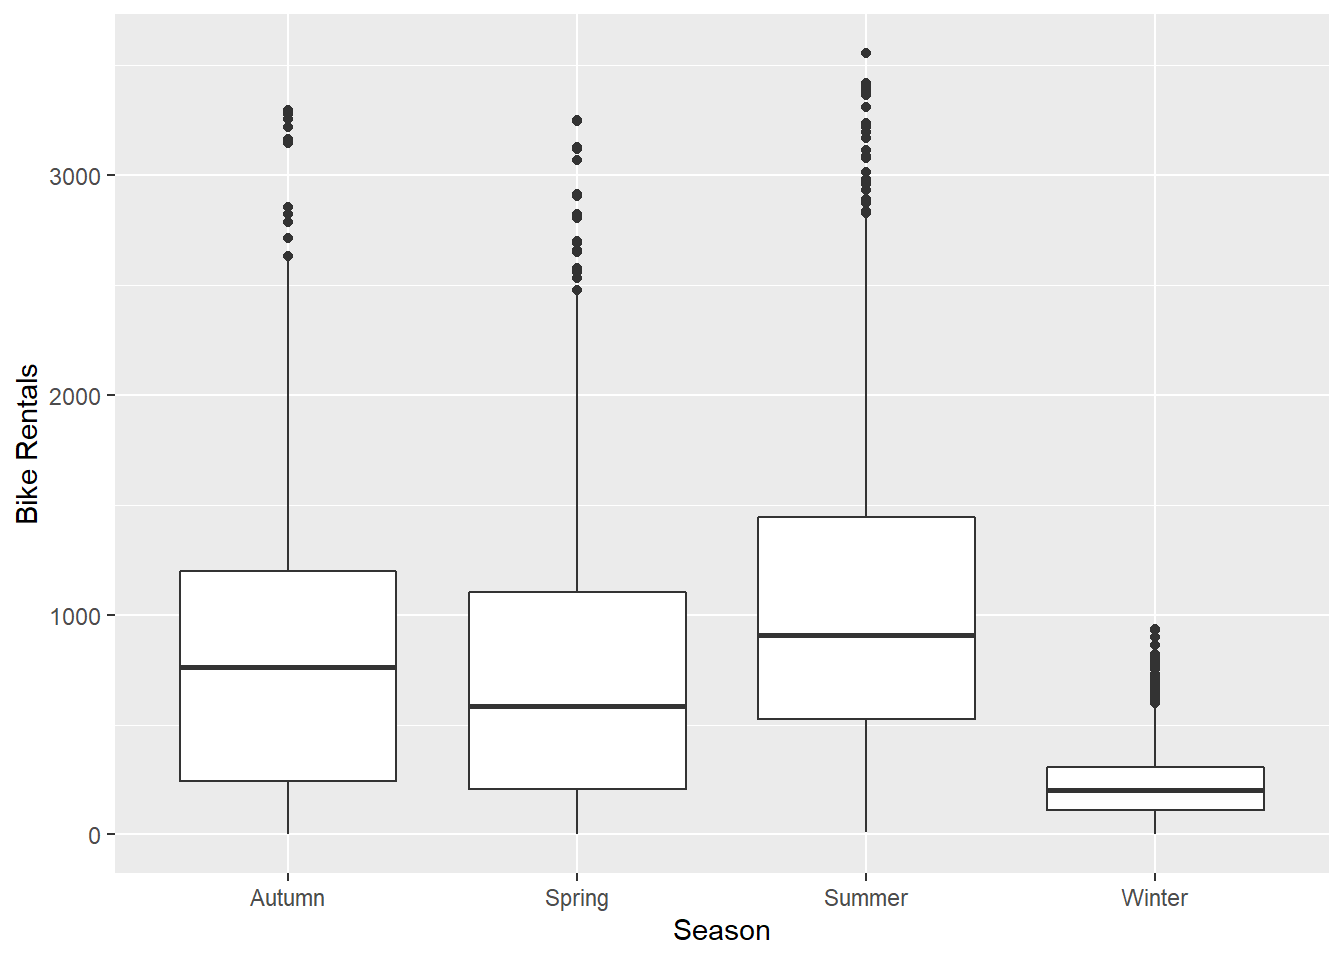 Bike Rentals
3000
2000
1000
0
Autumn
Spring
Summer
Winter
Season